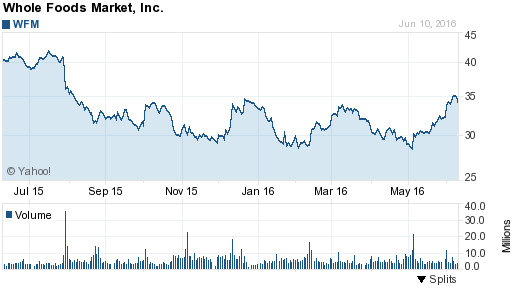 Whole Foods Market, Inc.
WFM
Jun 10, 2016
45
40
35
30
25
© Yahoo!
Jul 15
Sep 15
Nov 15
Jan 16
Mar 16
May 16
Volume
40.0
30.0
20.0
10.0
0.0
Millions
Splits